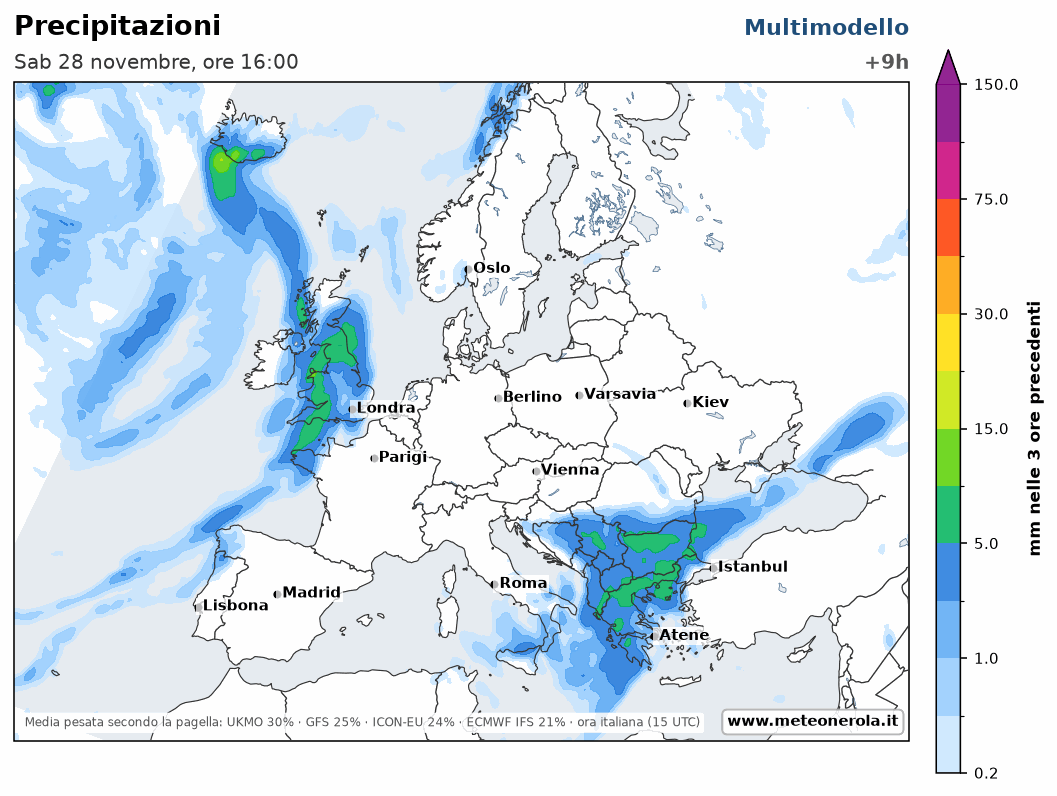 Precipitazioni
Multimodello
Sab 28 novembre, ore 16:00
+9h
150.0
75.0
30.0
15.0
5.0
1.0
0.2
mm nelle 3 ore precedenti
Oslo
Berlino
Varsavia
Kiev
Londra
Parigi
Vienna
Istanbul
Roma
Madrid
Lisbona
Atene
Media pesata secondo la pagella: UKMO 30% · GFS 25% · ICON-EU 24% · ECMWF IFS 21% · ora italiana (15 UTC)
www.meteonerola.it